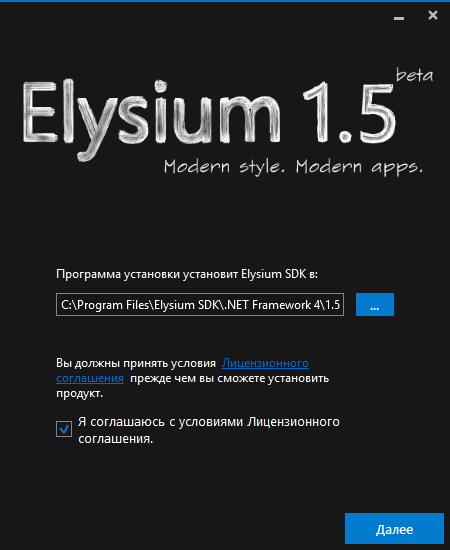 Elysium 1.5 beta
Modern style. Modern apps.
Программа установки установит Elysium SDK в:
C:\Program Files\Elysium SDK\.NET Framework 4\1.5
...
Вы должны принять условия Лицензионного
соглашения прежде чем вы сможете установить
продукт.
Я соглашаюсь с условиями Лицензионного
соглашения.
Далее